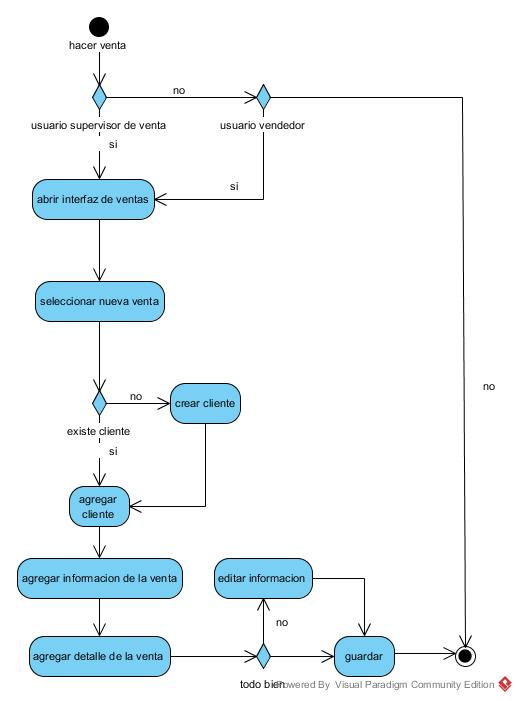 hacer venta
no
usuario supervisor de venta
usuario vendedor
si
si
abrir interfaz de ventas
seleccionar nueva venta
no
no
crear cliente
existe cliente
si
agregar
cliente
agregar informacion de la venta
editar informacion
no
agregar detalle de la venta
guardar
todo bien
Powered By Visual Paradigm Community Edition